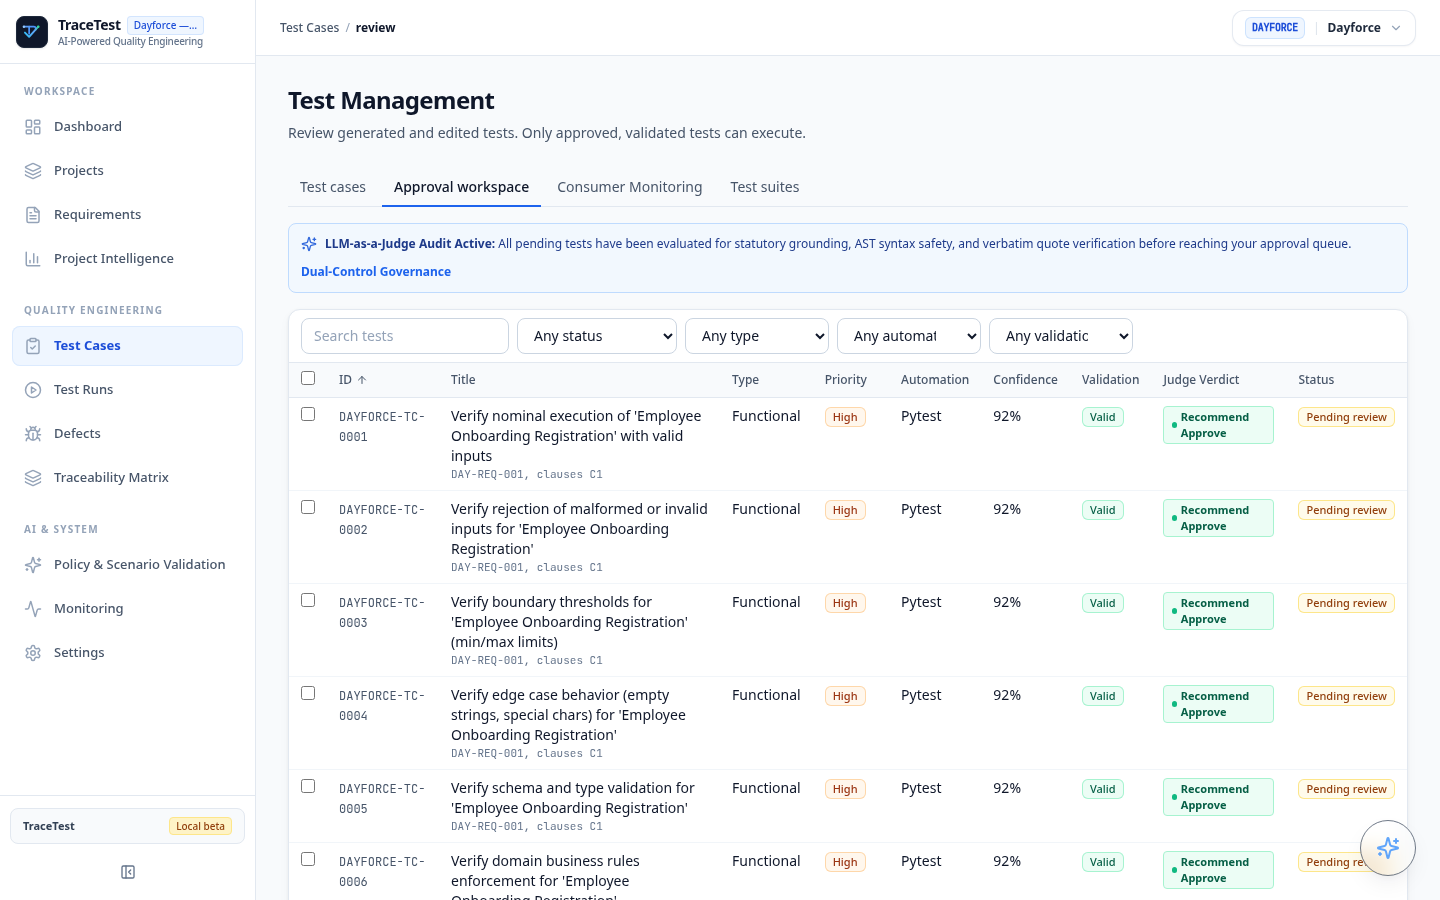 TraceTest
Dayforce —...
AI-Powered Quality Engineering
WORKSPACE
Dashboard
Projects
Requirements
Project Intelligence
QUALITY ENGINEERING
Test Cases
Test Runs
Defects
Traceability Matrix
AI & SYSTEM
Policy & Scenario Validation
Monitoring
Settings
TraceTest
Local beta
Test Cases / review
DAYFORCE
Dayforce
Test Management
Review generated and edited tests. Only approved, validated tests can execute.
Test cases
Approval workspace
Consumer Monitoring
Test suites
LLM-as-a-Judge Audit Active: All pending tests have been evaluated for statutory grounding, AST syntax safety, and verbatim quote verification before reaching your approval queue.
Dual-Control Governance
Search tests
Any status
Any type
Any automat
Any validatic
ID ↑ Title Type Priority Automation Confidence Validation Judge Verdict Status
DAYFORCE-TC-
0001
Verify nominal execution of 'Employee
Onboarding Registration' with valid
inputs
DAY-REQ-001, clauses C1
Functional High Pytest 92% Valid
Recommend
Approve
Pending review
DAYFORCE-TC-
0002
Verify rejection of malformed or invalid
inputs for 'Employee Onboarding
Registration'
DAY-REQ-001, clauses C1
Functional High Pytest 92% Valid
Recommend
Approve
Pending review
DAYFORCE-TC-
0003
Verify boundary thresholds for
'Employee Onboarding Registration'
(min/max limits)
DAY-REQ-001, clauses C1
Functional High Pytest 92% Valid
Recommend
Approve
Pending review
DAYFORCE-TC-
0004
Verify edge case behavior (empty
strings, special chars) for 'Employee
Onboarding Registration'
DAY-REQ-001, clauses C1
Functional High Pytest 92% Valid
Recommend
Approve
Pending review
DAYFORCE-TC-
0005
Verify schema and type validation for
'Employee Onboarding Registration'
DAY-REQ-001, clauses C1
Functional High Pytest 92% Valid
Recommend
Approve
Pending review
DAYFORCE-TC-
0006
Verify domain business rules
enforcement for 'Employee
Onboarding Registration'
Functional High Pytest 92% Valid
Recommend
Approve
Pending re